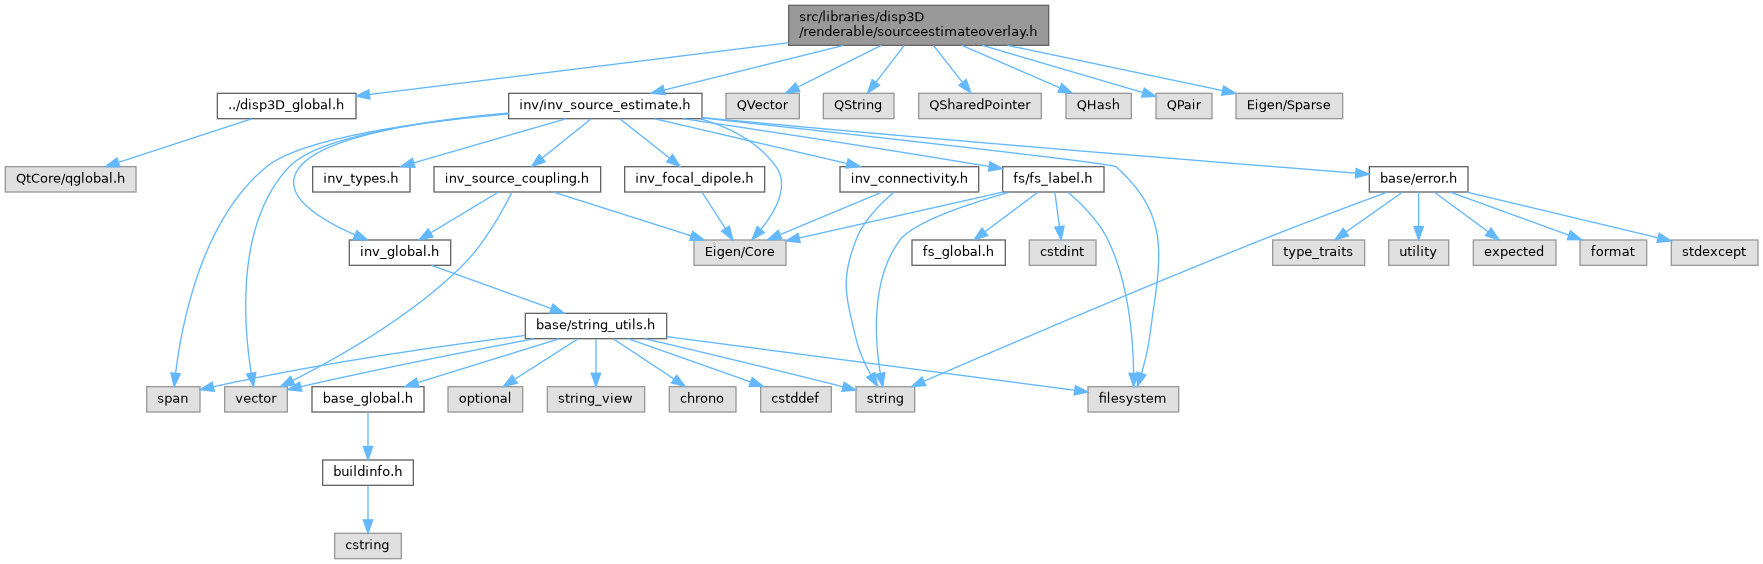 src/libraries/disp3D
/renderable/sourceestimateoverlay.h
../disp3D_global.h
inv/inv_source_estimate.h
QVector
QString
QSharedPointer
QHash
QPair
Eigen/Sparse
QtCore/qglobal.h
inv_types.h
inv_source_coupling.h
inv_focal_dipole.h
inv_connectivity.h
fs/fs_label.h
base/error.h
inv_global.h
Eigen/Core
fs_global.h
cstdint
type_traits
utility
expected
format
stdexcept
base/string_utils.h
span
vector
base_global.h
optional
string_view
chrono
cstddef
string
filesystem
buildinfo.h
cstring